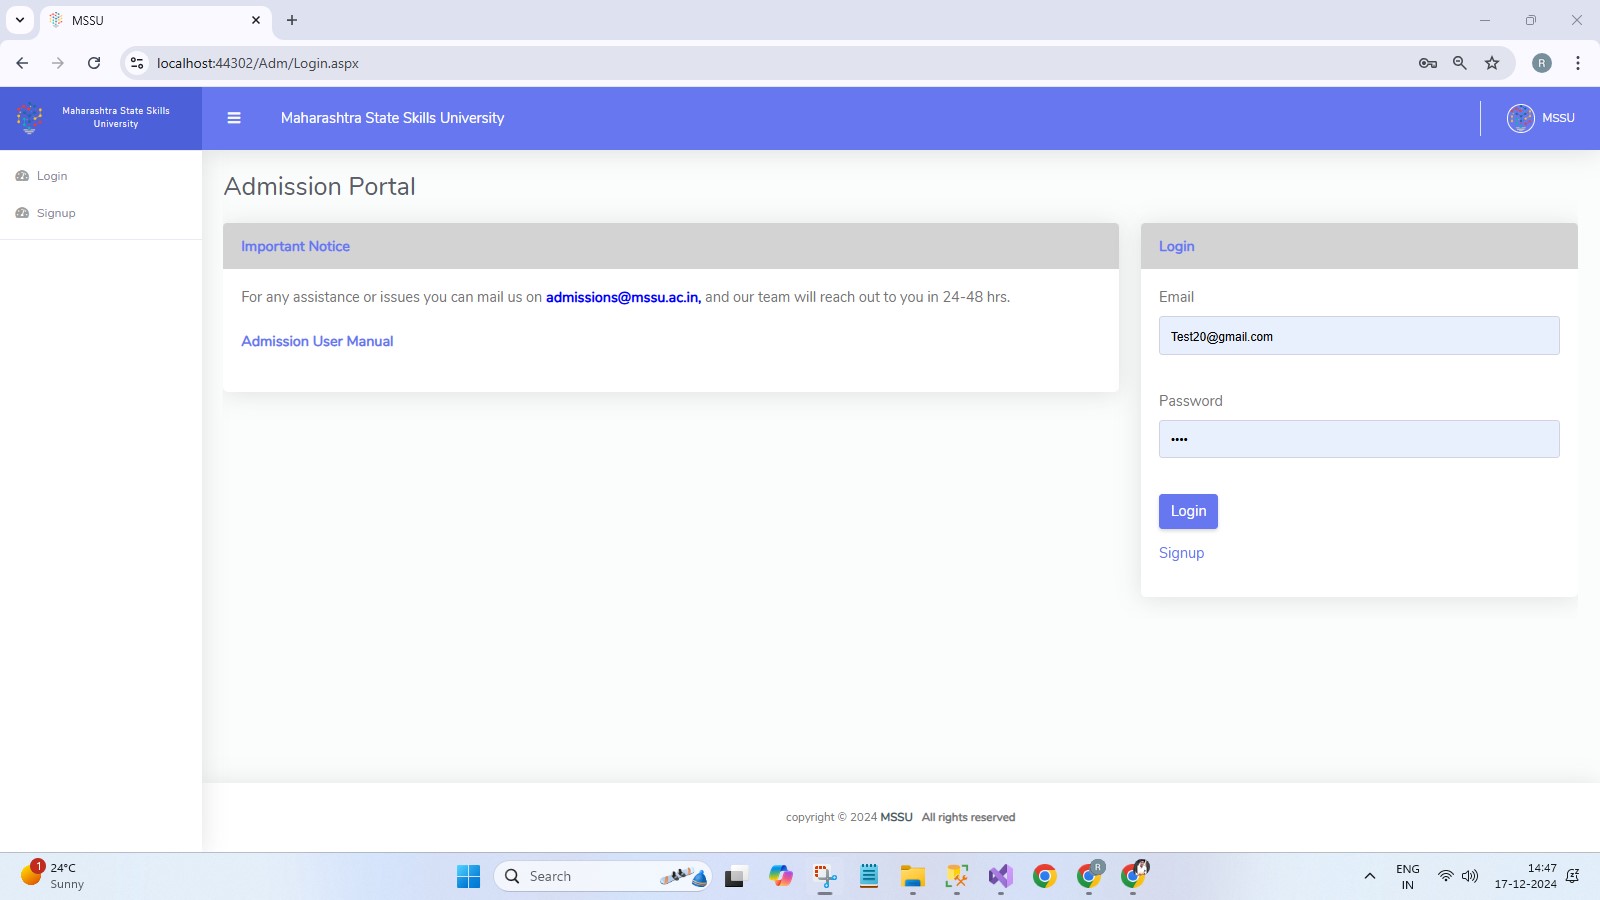 MSSU
localhost:44302/Adm/Login.aspx
R
Maharashtra State Skills
University
Maharashtra State Skills University
MSSU
Login
Signup
Admission Portal
Important Notice
For any assistance or issues you can mail us on admissions@mssu.ac.in, and our team will reach out to you in 24-48 hrs.
Admission User Manual
Login
Email
Test20@gmail.com
Password
••••
Login
Signup
copyright © 2024 MSSU All rights reserved
1
24°C
Sunny
Search
R
ENG
IN
14:47
17-12-2024